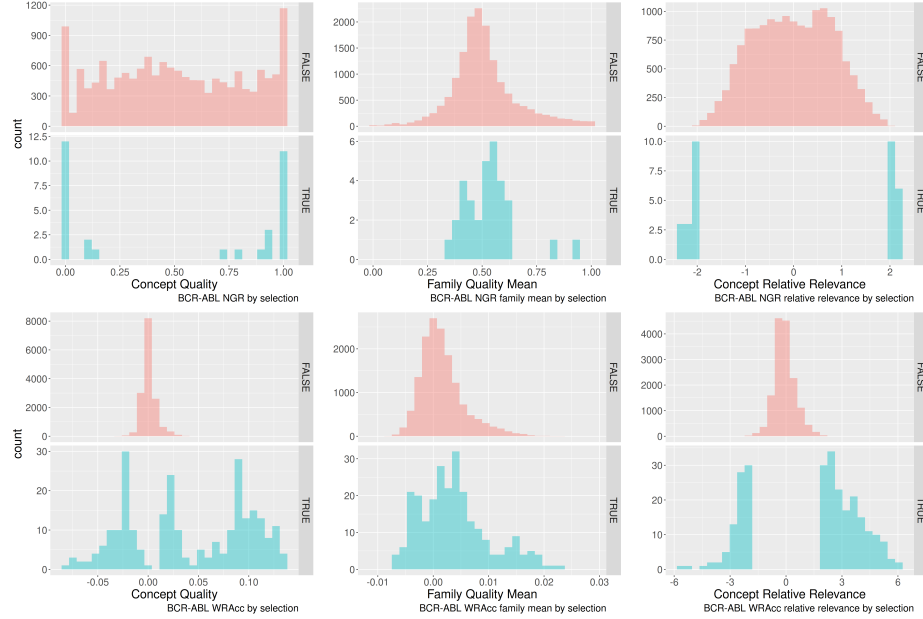 1200
900
600
300
0
FALSE
12.5
10.0
7.5
5.0
2.5
0.0
TRUE
count
0.00 0.25 0.50 0.75 1.00
Concept Quality
BCR-ABL NGR by selection
2000
1500
1000
500
0
FALSE
6
4
2
0
TRUE
0.00 0.25 0.50 0.75 1.00
Family Quality Mean
BCR-ABL NGR family mean by selection
1000
750
500
250
0
FALSE
10.0
7.5
5.0
2.5
0.0
TRUE
-2 -1 0 1 2
Concept Relative Relevance
BCR-ABL NGR relative relevance by selection
8000
6000
4000
2000
0
FALSE
30
20
10
0
TRUE
count
-0.05 0.00 0.05 0.10
Concept Quality
BCR-ABL WRAcc by selection
2000
1000
0
FALSE
30
20
10
0
TRUE
-0.01 0.00 0.01 0.02 0.03
Family Quality Mean
BCR-ABL WRAcc family mean by selection
4000
3000
2000
1000
0
FALSE
30
20
10
0
TRUE
-6 -3 0 3 6
Concept Relative Relevance
BCR-ABL WRAcc relative relevance by selection